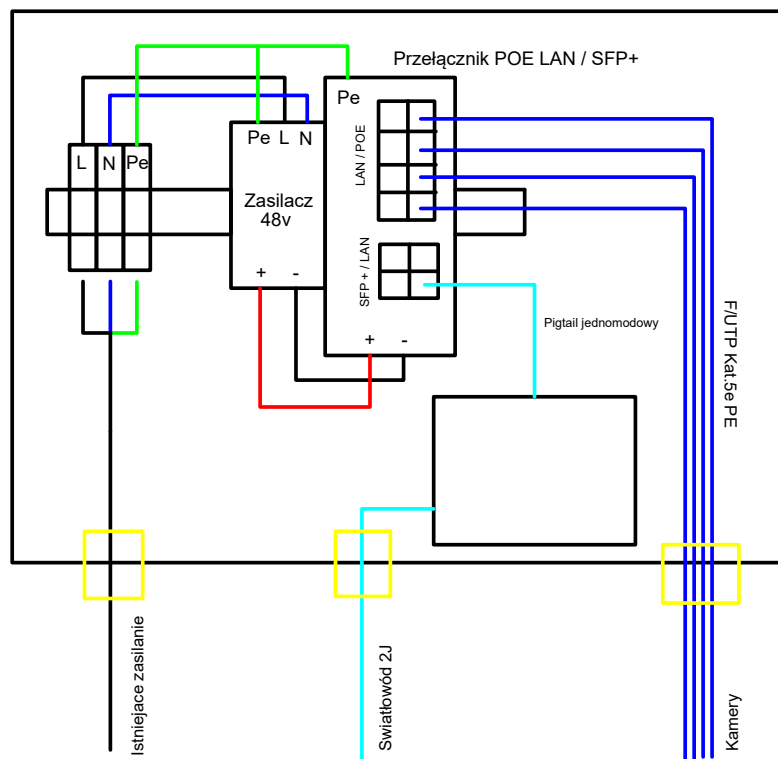 Przełącznik POE LAN / SFP+
Pe
Pe L N
L N Pe
LAN / POE
Zasilacz
48v
+ -
SFP + / LAN
+ -
Pigtail jednomodowy
F/UTP Kat.5e PE
Istniejace zasilanie
Swiatłowód 2J
Kamery